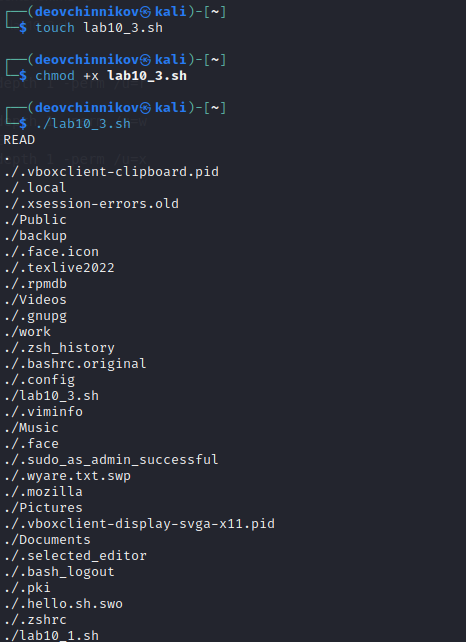 ┌──(deovchinnikov㉿kali)-[~]
└─$ touch lab10_3.sh
┌──(deovchinnikov㉿kali)-[~]
└─$ chmod +x lab10_3.sh
┌──(deovchinnikov㉿kali)-[~]
└─$ ./lab10_3.sh
READ
.
./.vboxclient-clipboard.pid
./.local
./.xsession-errors.old
./Public
./backup
./.face.icon
./.texlive2022
./.rpmdb
./Videos
./.gnupg
./work
./.zsh_history
./.bashrc.original
./.config
./lab10_3.sh
./.viminfo
./Music
./.face
./.sudo_as_admin_successful
./.wyare.txt.swp
./.mozilla
./Pictures
./.vboxclient-display-svga-x11.pid
./Documents
./.selected_editor
./.bash_logout
./.pki
./.hello.sh.swo
./.zshrc
./lab10_1.sh